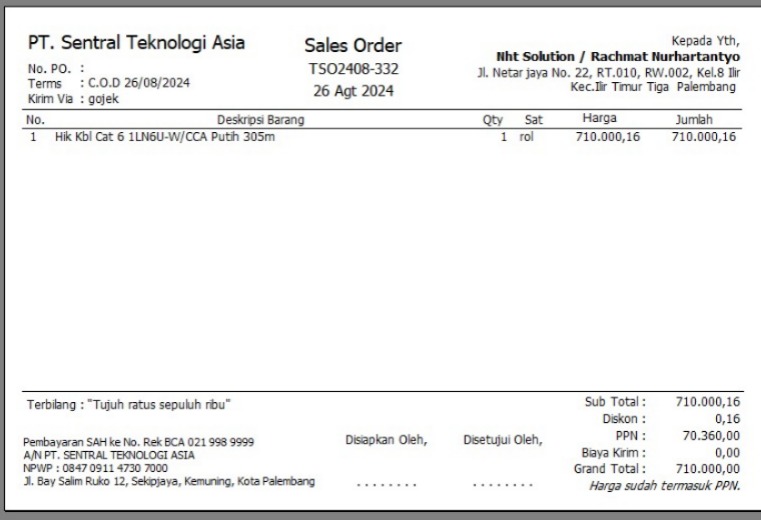 PT. Sentral Teknologi Asia
No. PO. :
Terms : C.O.D 26/08/2024
Kirim Via : gojek
Sales Order
TSO2408-332
26 Agt 2024
Kepada Yth,
Nht Solution / Rachmat Nurhartantyo
Jl. Netar jaya No. 22, RT.010, RW.002, Kel.8 Ilir
Kec.Ilir Timur Tiga Palembang
No. Deskripsi Barang Qty Sat Harga Jumlah
1 Hik Kbl Cat 6 1LN6U-W/CCA Putih 305m 1 rol 710.000,16 710.000,16
Terbilang : "Tujuh ratus sepuluh ribu"
Pembayaran SAH ke No. Rek BCA 021 998 9999
A/N PT. SENTRAL TEKNOLOGI ASIA
NPWP : 0847 0911 4730 7000
Jl. Bay Salim Ruko 12, Sekipjaya, Kemuning, Kota Palembang
Disiapkan Oleh,
. . . . . . . .
Disetujui Oleh,
. . . . . . . .
Sub Total : 710.000,16
Diskon : 0,16
PPN : 70.360,00
Biaya Kirim : 0,00
Grand Total : 710.000,00
Harga sudah termasuk PPN.